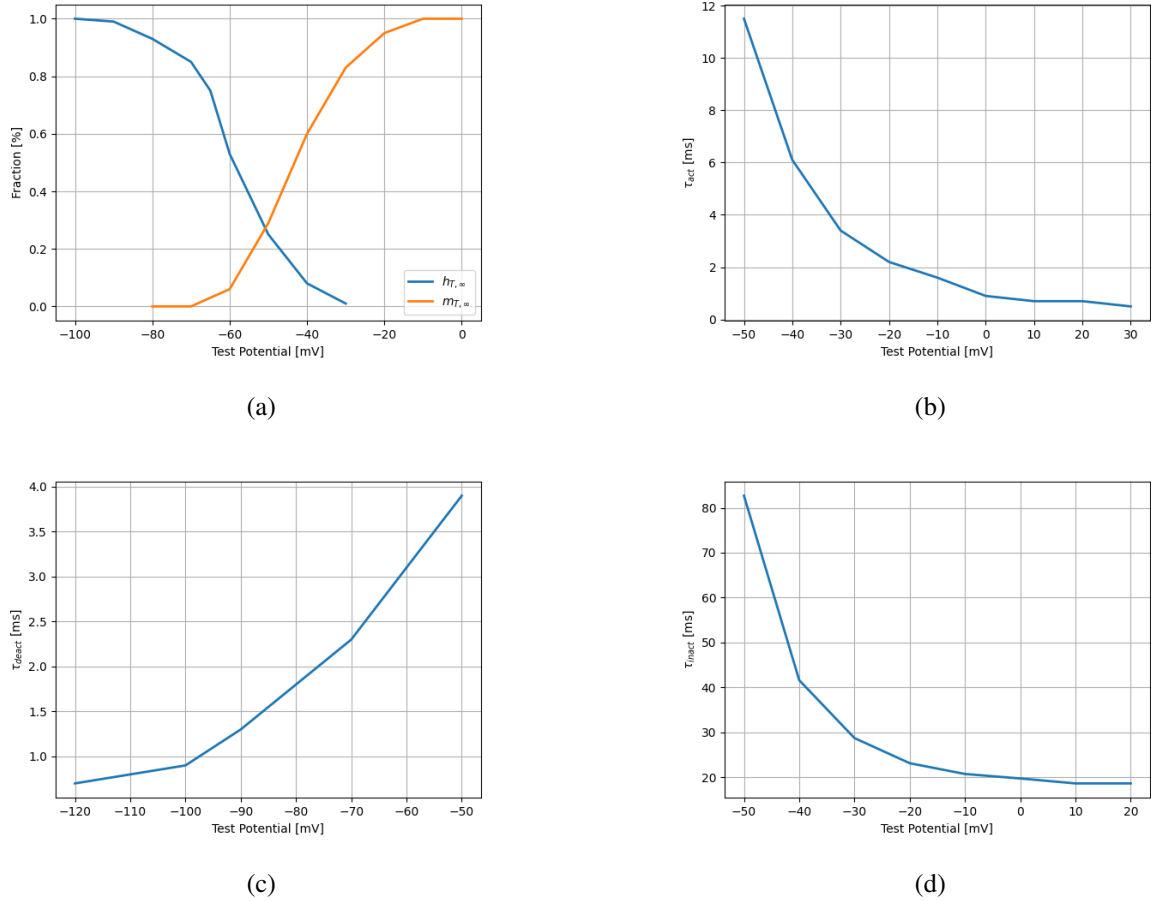 1.0
0.8
0.6
0.4
0.2
0.0
Fraction [%]
h_{T,∞}
m_{T,∞}
−100 −80 −60 −40 −20 0
Test Potential [mV]
(a)
12
10
8
6
4
2
0
τ_{act} [ms]
−50 −40 −30 −20 −10 0 10 20 30
Test Potential [mV]
(b)
4.0
3.5
3.0
2.5
2.0
1.5
1.0
τ_{deact} [ms]
−120 −110 −100 −90 −80 −70 −60 −50
Test Potential [mV]
(c)
80
70
60
50
40
30
20
τ_{inact} [ms]
−50 −40 −30 −20 −10 0 10 20
Test Potential [mV]
(d)